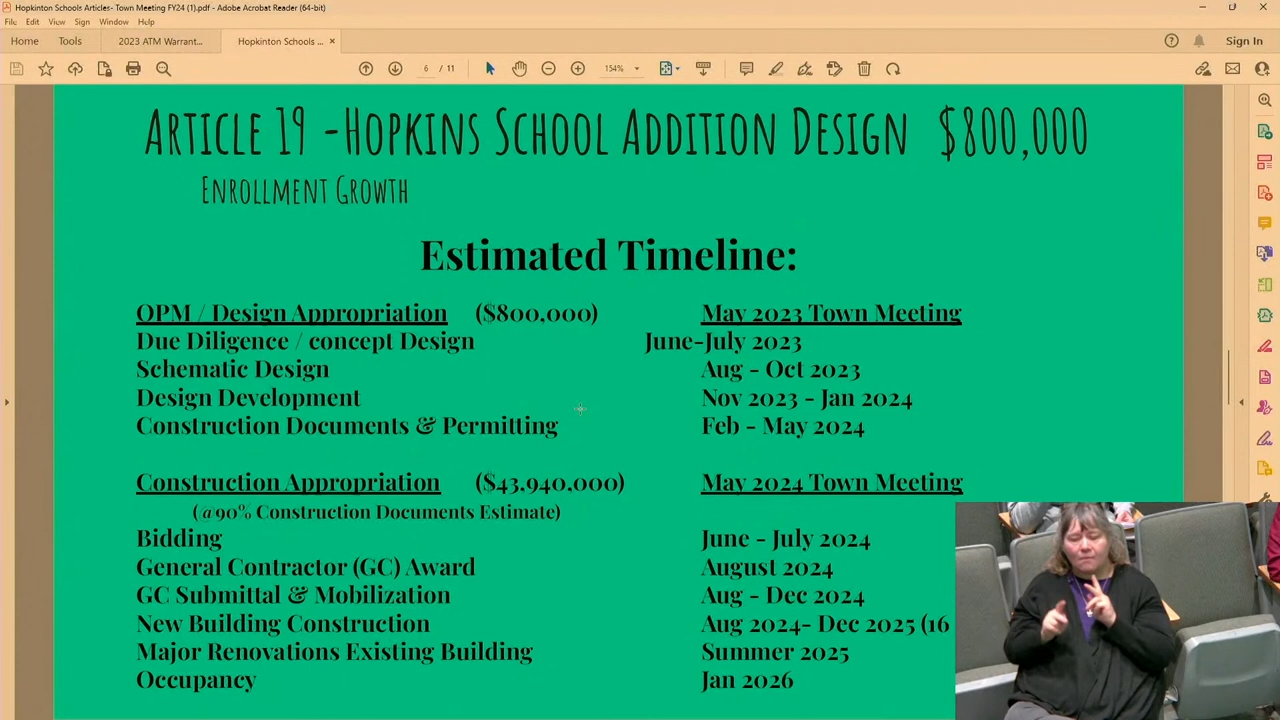 Hopkinton Schools Articles- Town Meeting FY24 (1).pdf - Adobe Acrobat Reader (64-bit)
File Edit View Sign Window Help
Home Tools 2023 ATM Warrant... Hopkinton Schools ... × Sign In
6 / 11 154%
Article 19 -Hopkins School Addition Design $800,000
Enrollment Growth
Estimated Timeline:
OPM / Design Appropriation ($800,000) May 2023 Town Meeting
Due Diligence / concept Design June-July 2023
Schematic Design Aug - Oct 2023
Design Development Nov 2023 - Jan 2024
Construction Documents & Permitting Feb - May 2024
Construction Appropriation ($43,940,000) May 2024 Town Meeting
(@90% Construction Documents Estimate)
Bidding June - July 2024
General Contractor (GC) Award August 2024
GC Submittal & Mobilization Aug - Dec 2024
New Building Construction Aug 2024- Dec 2025 (16
Major Renovations Existing Building Summer 2025
Occupancy Jan 2026